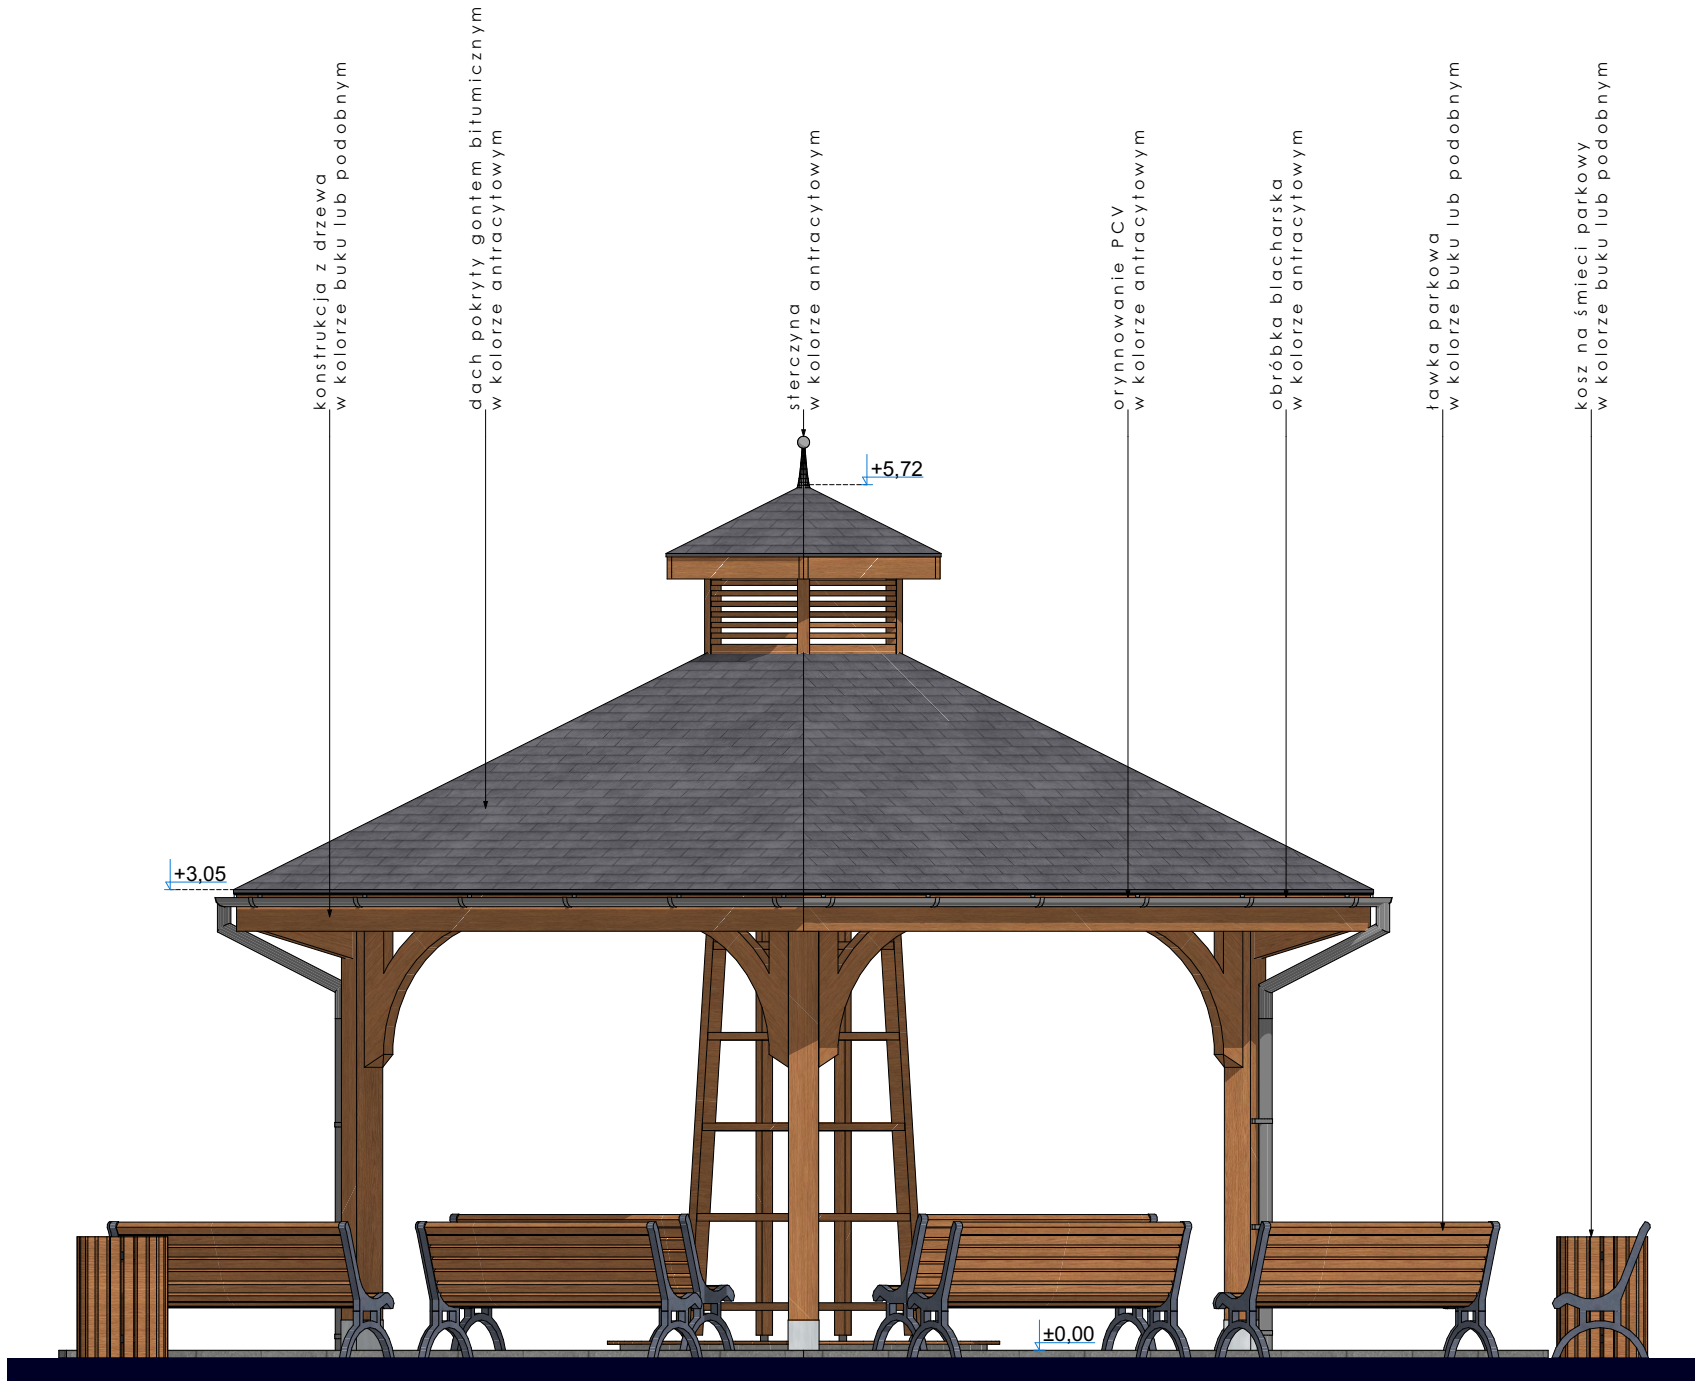 konstrukcja z drzewa
w kolorze buku lub podobnym
dach pokryty gontem bitumicznym
w kolorze antracytowym
sterczyna
w kolorze antracytowym
orynnowanie PCV
w kolorze antracytowym
obróbka blacharska
w kolorze antracytowym
ławka parkowa
w kolorze buku lub podobnym
kosz na śmieci parkowy
w kolorze buku lub podobnym
+5,72
+3,05
±0,00